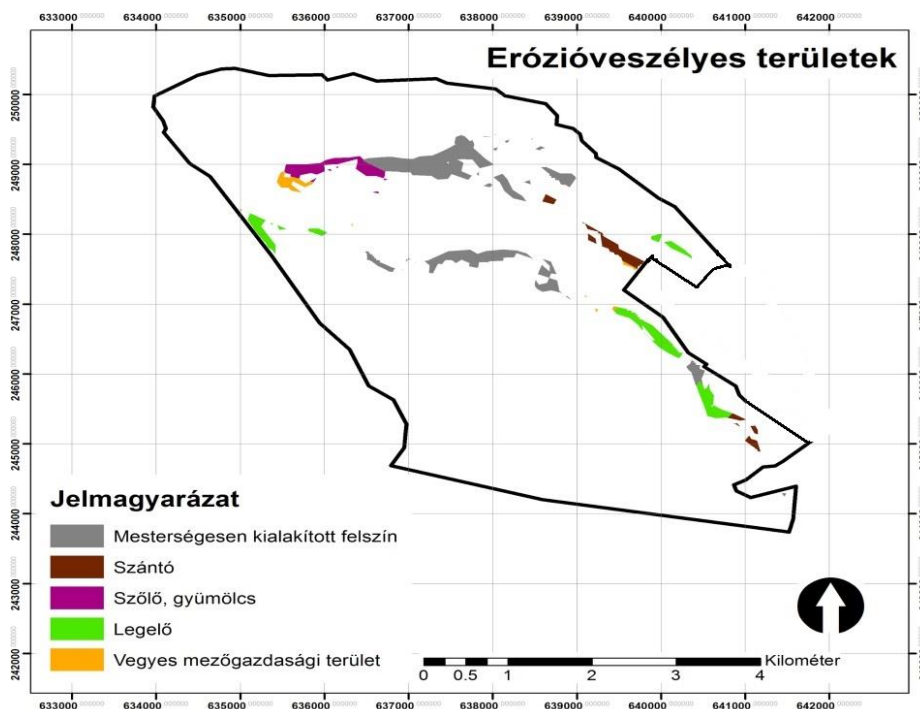 633000 634000 635000 636000 637000 638000 639000 640000 641000 642000
Erózióveszélyes területek
250000
249000
248000
247000
246000
245000
244000
243000
242000
Jelmagyarázat
Mesterségesen kialakított felszín
Szántó
Szőlő, gyümölcs
Legelő
Vegyes mezőgazdasági terület
Kilométer
0 0.5 1 2 3 4
633000 634000 635000 636000 637000 638000 639000 640000 641000 642000